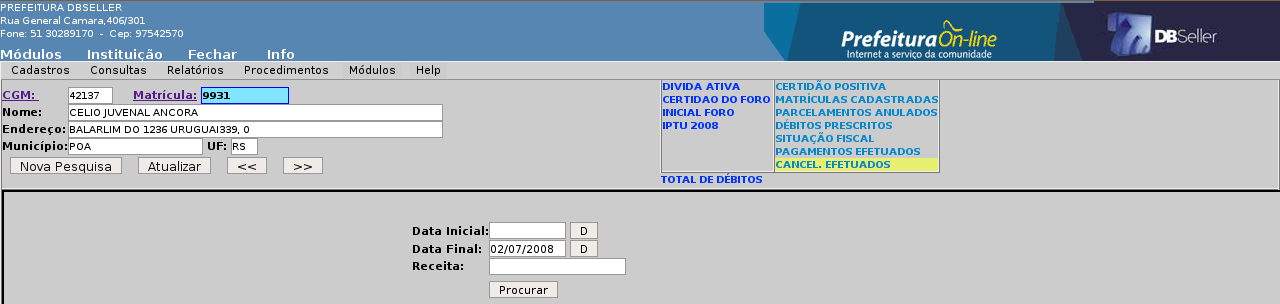 PREFEITURA DBSELLER
Rua General Camara,406/301
Fone: 51 30289170 - Cep: 97542570
Prefeitura On-line
Internet a serviço da comunidade
DBSeller
Módulos Instituição Fechar Info
Cadastros Consultas Relatórios Procedimentos Módulos Help
CGM: 42137 Matrícula: 9931
Nome: CELIO JUVENAL ANCORA
Endereço: BALARLIM DO 1236 URUGUAI339, 0
Município: POA UF: RS
Nova Pesquisa Atualizar << >>
DIVIDA ATIVA
CERTIDAO DO FORO
INICIAL FORO
IPTU 2008
CERTIDÃO POSITIVA
MATRÍCULAS CADASTRADAS
PARCELAMENTOS ANULADOS
DÉBITOS PRESCRITOS
SITUAÇÃO FISCAL
PAGAMENTOS EFETUADOS
CANCEL. EFETUADOS
TOTAL DE DÉBITOS
Data Inicial: D
Data Final: 02/07/2008 D
Receita:
Procurar